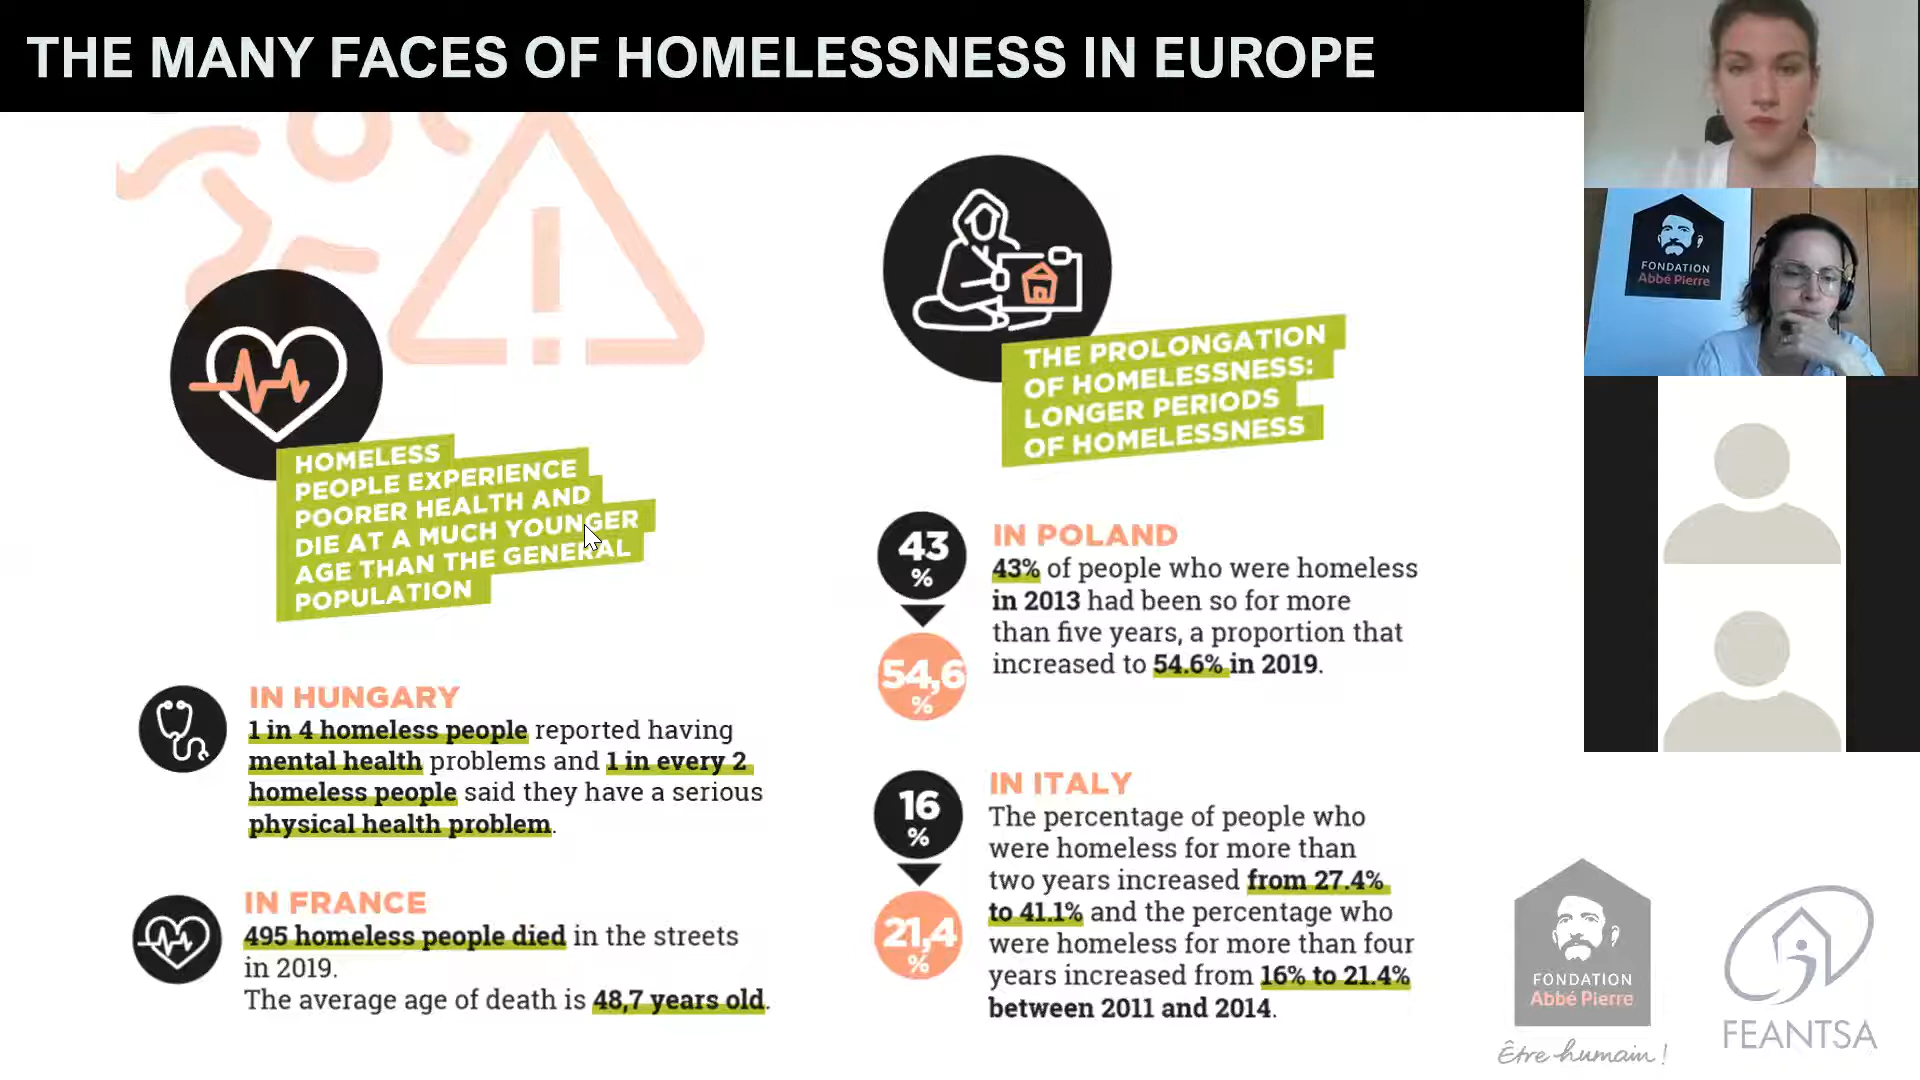 THE MANY FACES OF HOMELESSNESS IN EUROPE
HOMELESS
PEOPLE EXPERIENCE
POORER HEALTH AND
DIE AT A MUCH YOUNGER
AGE THAN THE GENERAL
POPULATION
IN HUNGARY
1 in 4 homeless people reported having
mental health problems and 1 in every 2
homeless people said they have a serious
physical health problem.
IN FRANCE
495 homeless people died in the streets
in 2019.
The average age of death is 48,7 years old.
THE PROLONGATION
OF HOMELESSNESS:
LONGER PERIODS
OF HOMELESSNESS
43
%
54,6
%
IN POLAND
43% of people who were homeless
in 2013 had been so for more
than five years, a proportion that
increased to 54.6% in 2019.
16
%
21,4
%
IN ITALY
The percentage of people who
were homeless for more than
two years increased from 27.4%
to 41.1% and the percentage who
were homeless for more than four
years increased from 16% to 21.4%
between 2011 and 2014.
FONDATION
Abbé Pierre
FONDATION
Abbé Pierre
Être humain !
FEANTSA